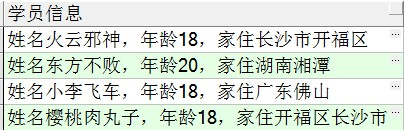 学员信息
姓名火云邪神，年龄18，家住长沙市开福区
姓名东方不败，年龄20，家住湖南湘潭
姓名小李飞车，年龄18，家住广东佛山
姓名樱桃肉丸子，年龄18，家住开福区长沙市